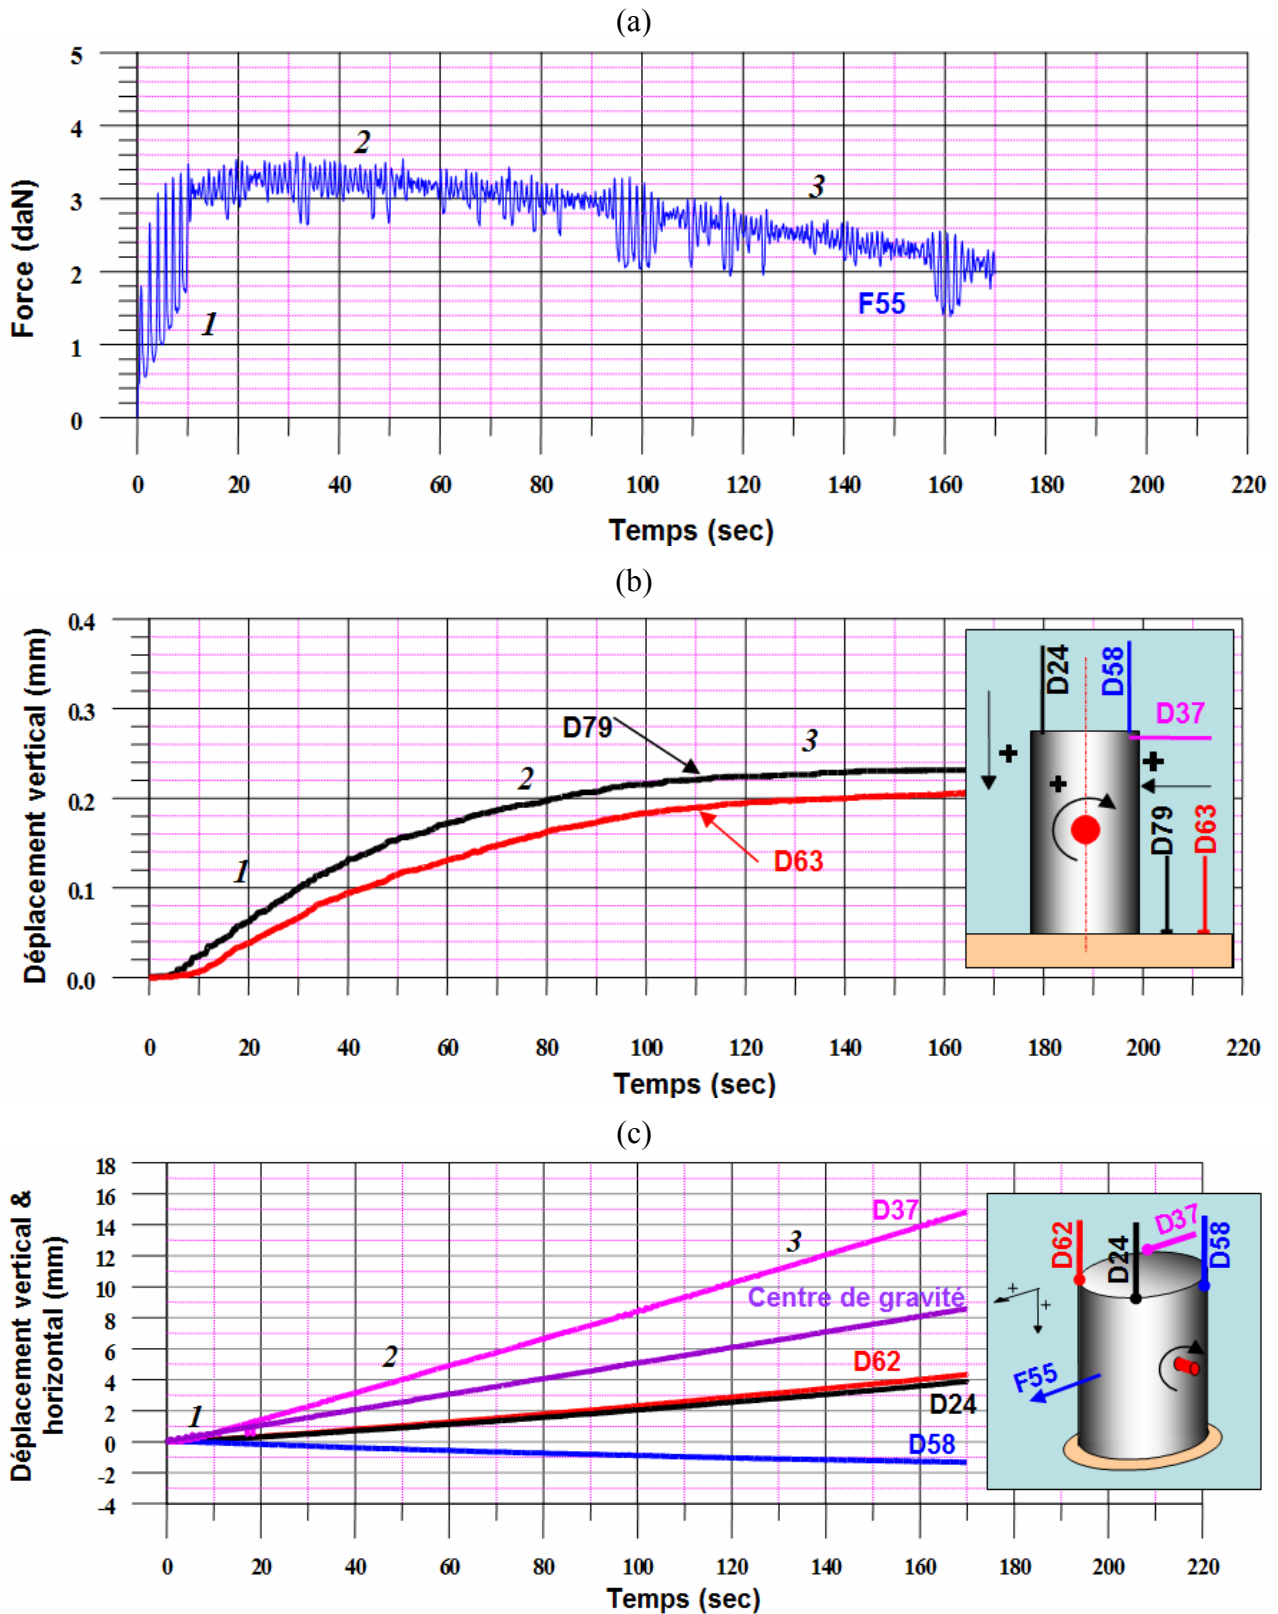 (a)
5
4
3
2
1
0
Force (daN)
1
2
3
F55
0 20 40 60 80 100 120 140 160 180 200 220
Temps (sec)
(b)
0.4
0.3
0.2
0.1
0.0
Déplacement vertical (mm)
1
2
3
D79
D63
D24
D58
D37
+
+
+
D79
D63
0 20 40 60 80 100 120 140 160 180 200 220
Temps (sec)
(c)
18
16
14
12
10
8
6
4
2
0
-2
-4
Déplacement vertical &
horizontal (mm)
1
2
3
D37
Centre de gravité
D62
D24
D58
D62
D24
D37
D58
+
+
F55
0 20 40 60 80 100 120 140 160 180 200 220
Temps (sec)